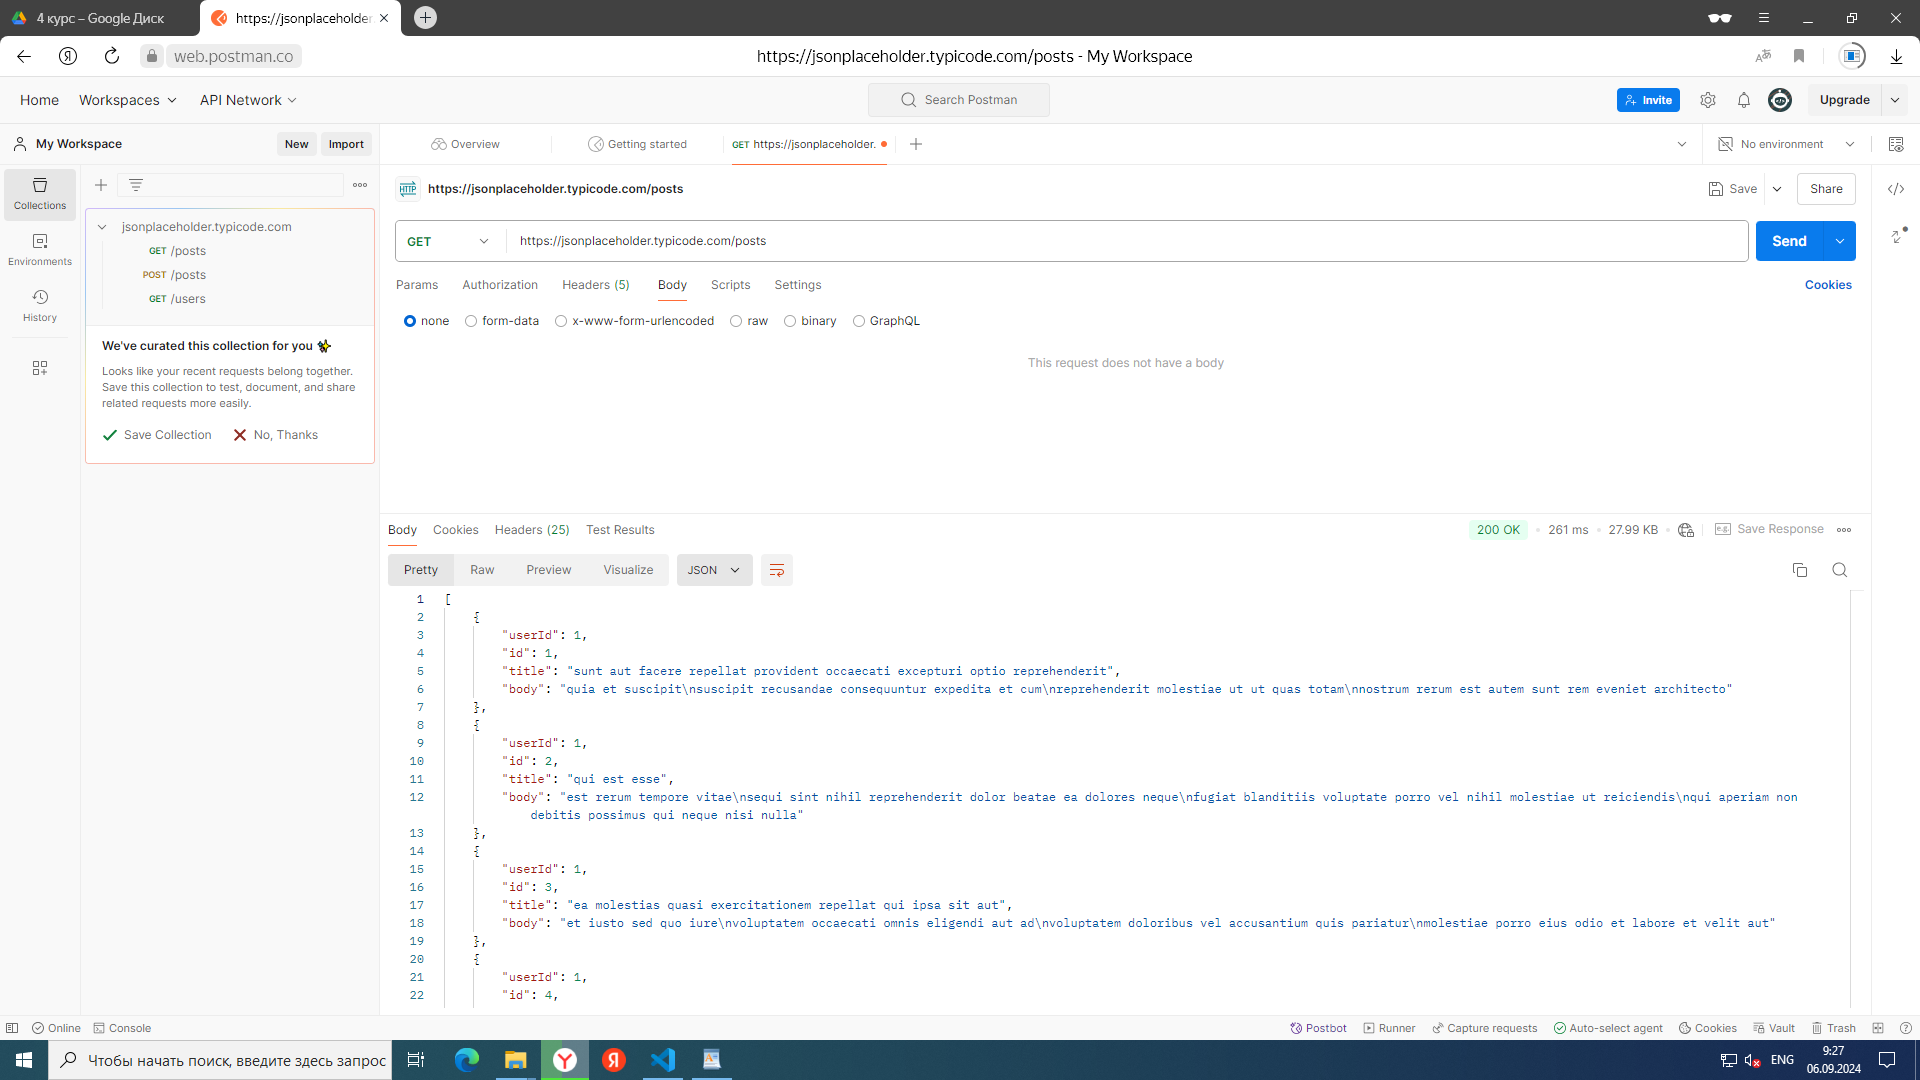 4 курс – Google Диск
https://jsonplaceholder
web.postman.co
https://jsonplaceholder.typicode.com/posts - My Workspace
Home
Workspaces
API Network
Search Postman
Invite
Upgrade
My Workspace
New
Import
Overview
Getting started
GET https://jsonplaceholder.
No environment
Collections
Environments
History
jsonplaceholder.typicode.com
GET /posts
POST /posts
GET /users
We've curated this collection for you
Looks like your recent requests belong together.
Save this collection to test, document, and share
related requests more easily.
Save Collection
No, Thanks
HTTP
https://jsonplaceholder.typicode.com/posts
Save
Share
GET
https://jsonplaceholder.typicode.com/posts
Send
Params
Authorization
Headers (5)
Body
Scripts
Settings
Cookies
none
form-data
x-www-form-urlencoded
raw
binary
GraphQL
This request does not have a body
Body
Cookies
Headers (25)
Test Results
200 OK
261 ms
27.99 KB
e.g.
Save Response
Pretty
Raw
Preview
Visualize
JSON
1 [
2 {
3 "userId": 1,
4 "id": 1,
5 "title": "sunt aut facere repellat provident occaecati excepturi optio reprehenderit",
6 "body": "quia et suscipit\nsuscipit recusandae consequuntur expedita et cum\nreprehenderit molestiae ut ut quas totam\nnostrum rerum est autem sunt rem eveniet architecto"
7 },
8 {
9 "userId": 1,
10 "id": 2,
11 "title": "qui est esse",
12 "body": "est rerum tempore vitae\nsequi sint nihil reprehenderit dolor beatae ea dolores neque\nfugiat blanditiis voluptate porro vel nihil molestiae ut reiciendis\nqui aperiam non
debitis possimus qui neque nisi nulla"
13 },
14 {
15 "userId": 1,
16 "id": 3,
17 "title": "ea molestias quasi exercitationem repellat qui ipsa sit aut",
18 "body": "et iusto sed quo iure\nvoluptatem occaecati omnis eligendi aut ad\nvoluptatem doloribus vel accusantium quis pariatur\nmolestiae porro eius odio et labore et velit aut"
19 },
20 {
21 "userId": 1,
22 "id": 4,
Online
Console
Postbot
Runner
Capture requests
Auto-select agent
Cookies
Vault
Trash
Чтобы начать поиск, введите здесь запрос
ENG
9:27
06.09.2024